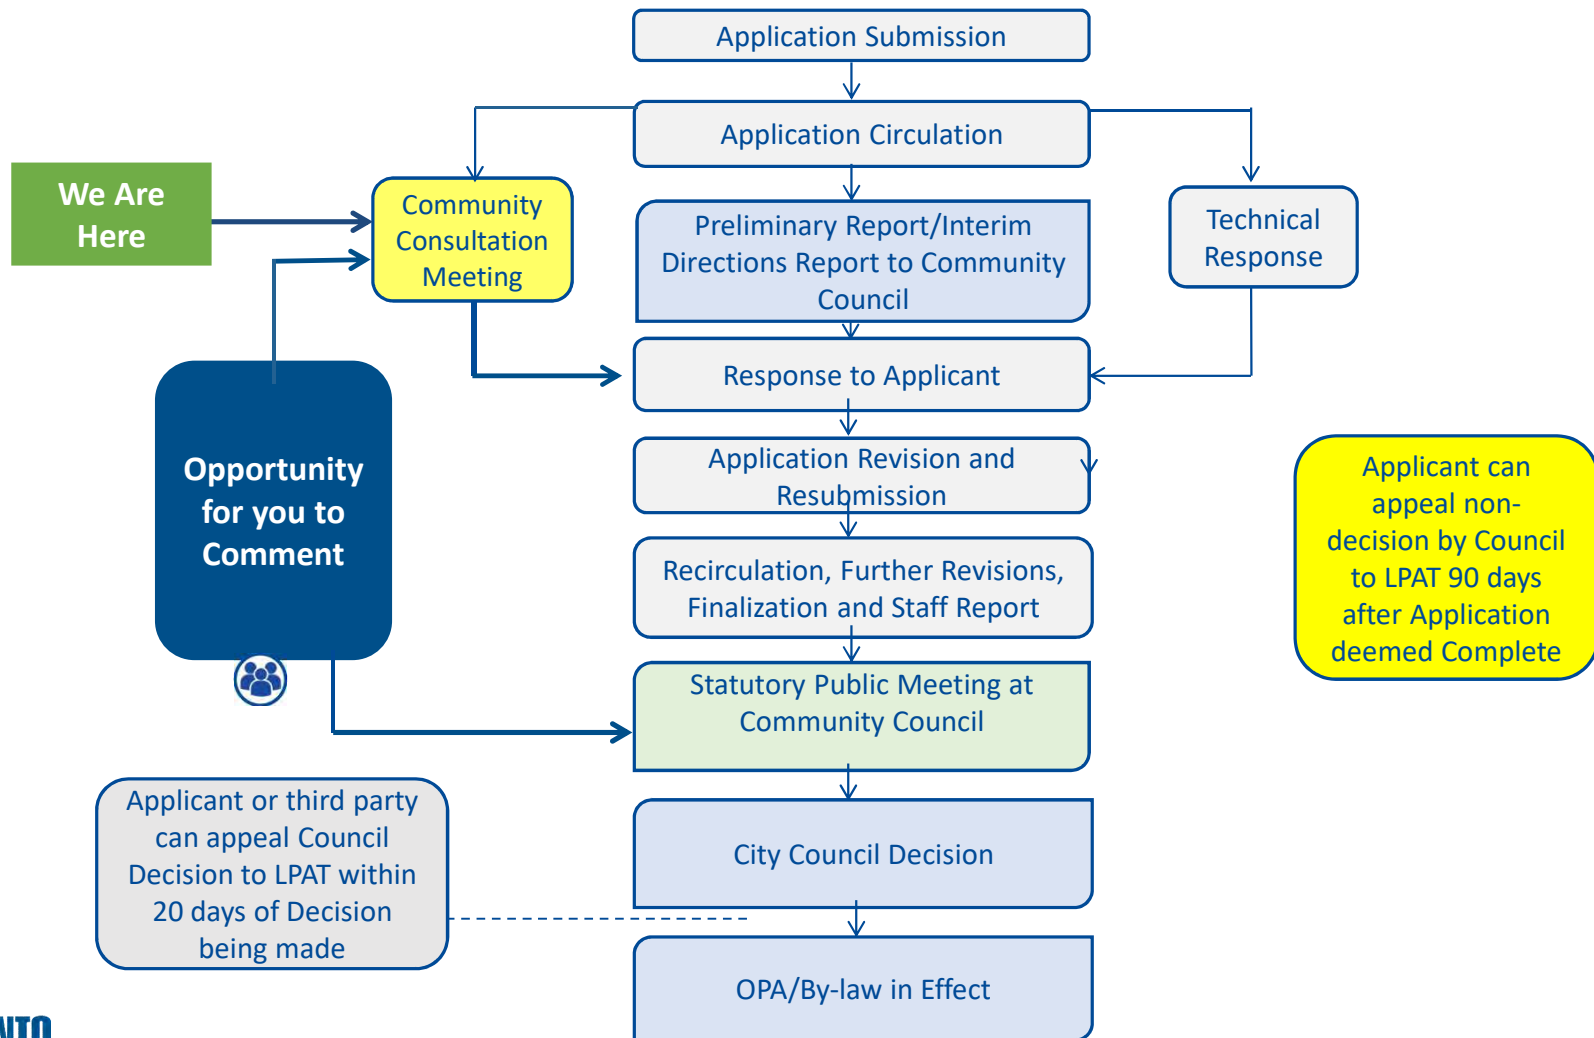 Application Submission
Application Circulation
We Are
Here
Community
Consultation
Meeting
Preliminary Report/Interim
Directions Report to Community
Council
Technical
Response
Response to Applicant
Opportunity
for you to
Comment
Application Revision and
Resubmission
Applicant can
appeal non-
decision by Council
to LPAT 90 days
after Application
deemed Complete
Recirculation, Further Revisions,
Finalization and Staff Report
Statutory Public Meeting at
Community Council
Applicant or third party
can appeal Council
Decision to LPAT within
20 days of Decision
being made
City Council Decision
OPA/By-law in Effect